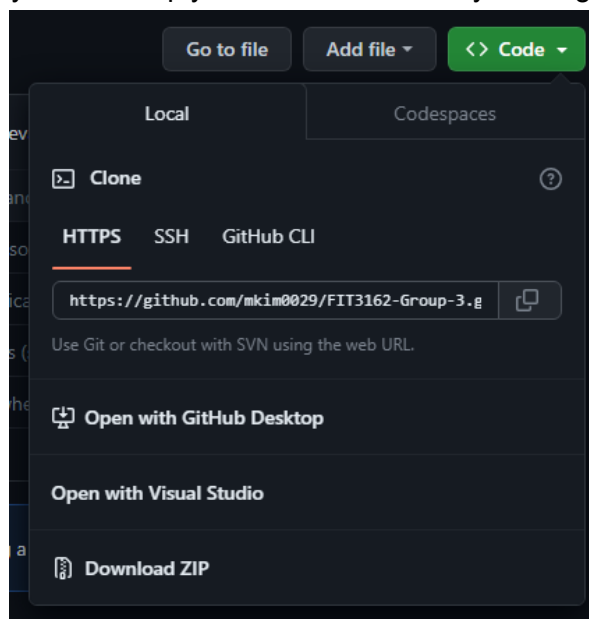 Go to file Add file <> Code
Local Codespaces
Clone
HTTPS SSH GitHub CLI
https://github.com/mkim0029/FIT3162-Group-3.g
Use Git or checkout with SVN using the web URL.
Open with GitHub Desktop
Open with Visual Studio
Download ZIP